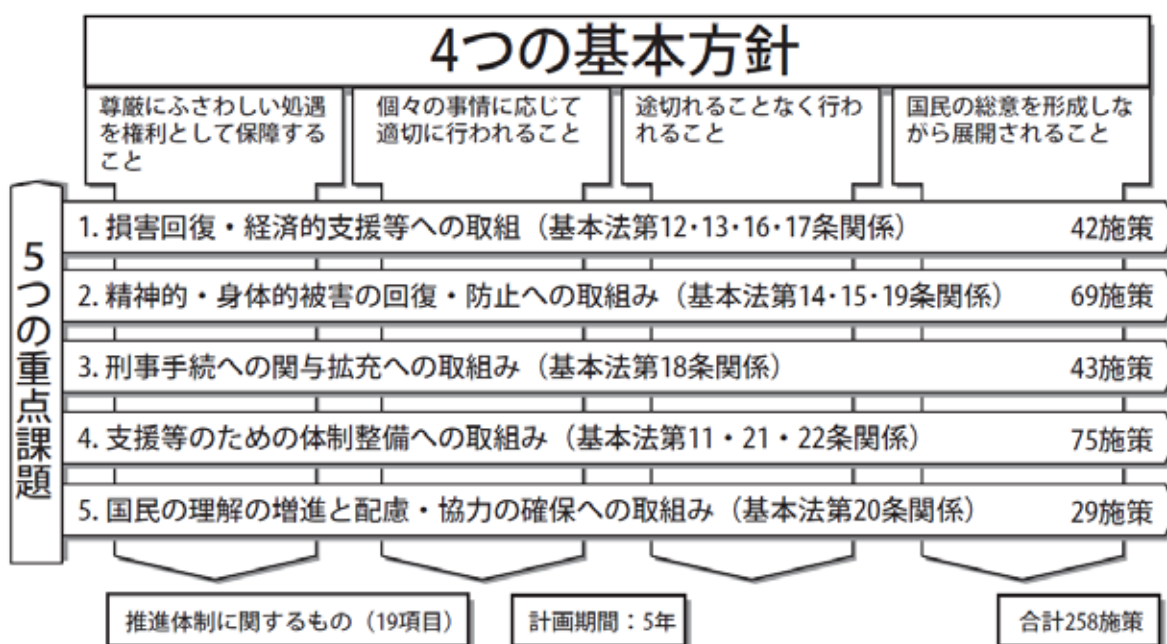 4つの基本方針
尊厳にふさわしい処遇
を権利として保障する
こと
個々の事情に応じて
適切に行われること
途切れることなく行わ
れること
国民の総意を形成しな
がら展開されること
5つの重点課題
1. 損害回復・経済的支援等への取組（基本法第12・13・16・17条関係） 42施策
2. 精神的・身体的被害の回復・防止への取組み（基本法第14・15・19条関係） 69施策
3. 刑事手続への関与拡充への取組み（基本法第18条関係） 43施策
4. 支援等のための体制整備への取組み（基本法第11・21・22条関係） 75施策
5. 国民の理解の増進と配慮・協力の確保への取組み（基本法第20条関係） 29施策
推進体制に関するもの（19項目）
計画期間：5年
合計258施策